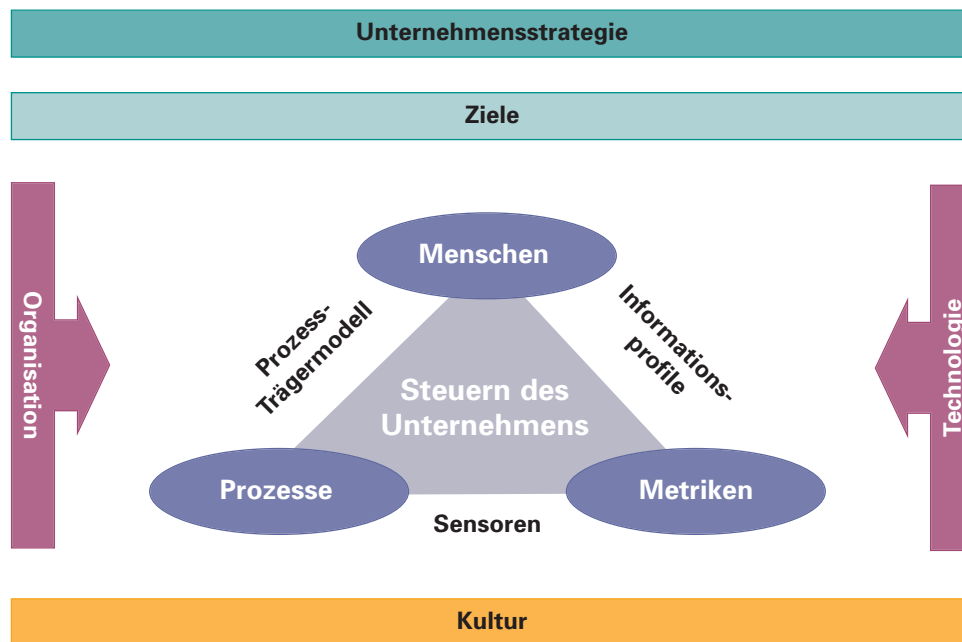 Unternehmensstrategie
Ziele
Organisation
Menschen
Prozess-
Trägermodell
Informations-
profile
Technologie
Steuern des
Unternehmens
Prozesse
Metriken
Sensoren
Kultur